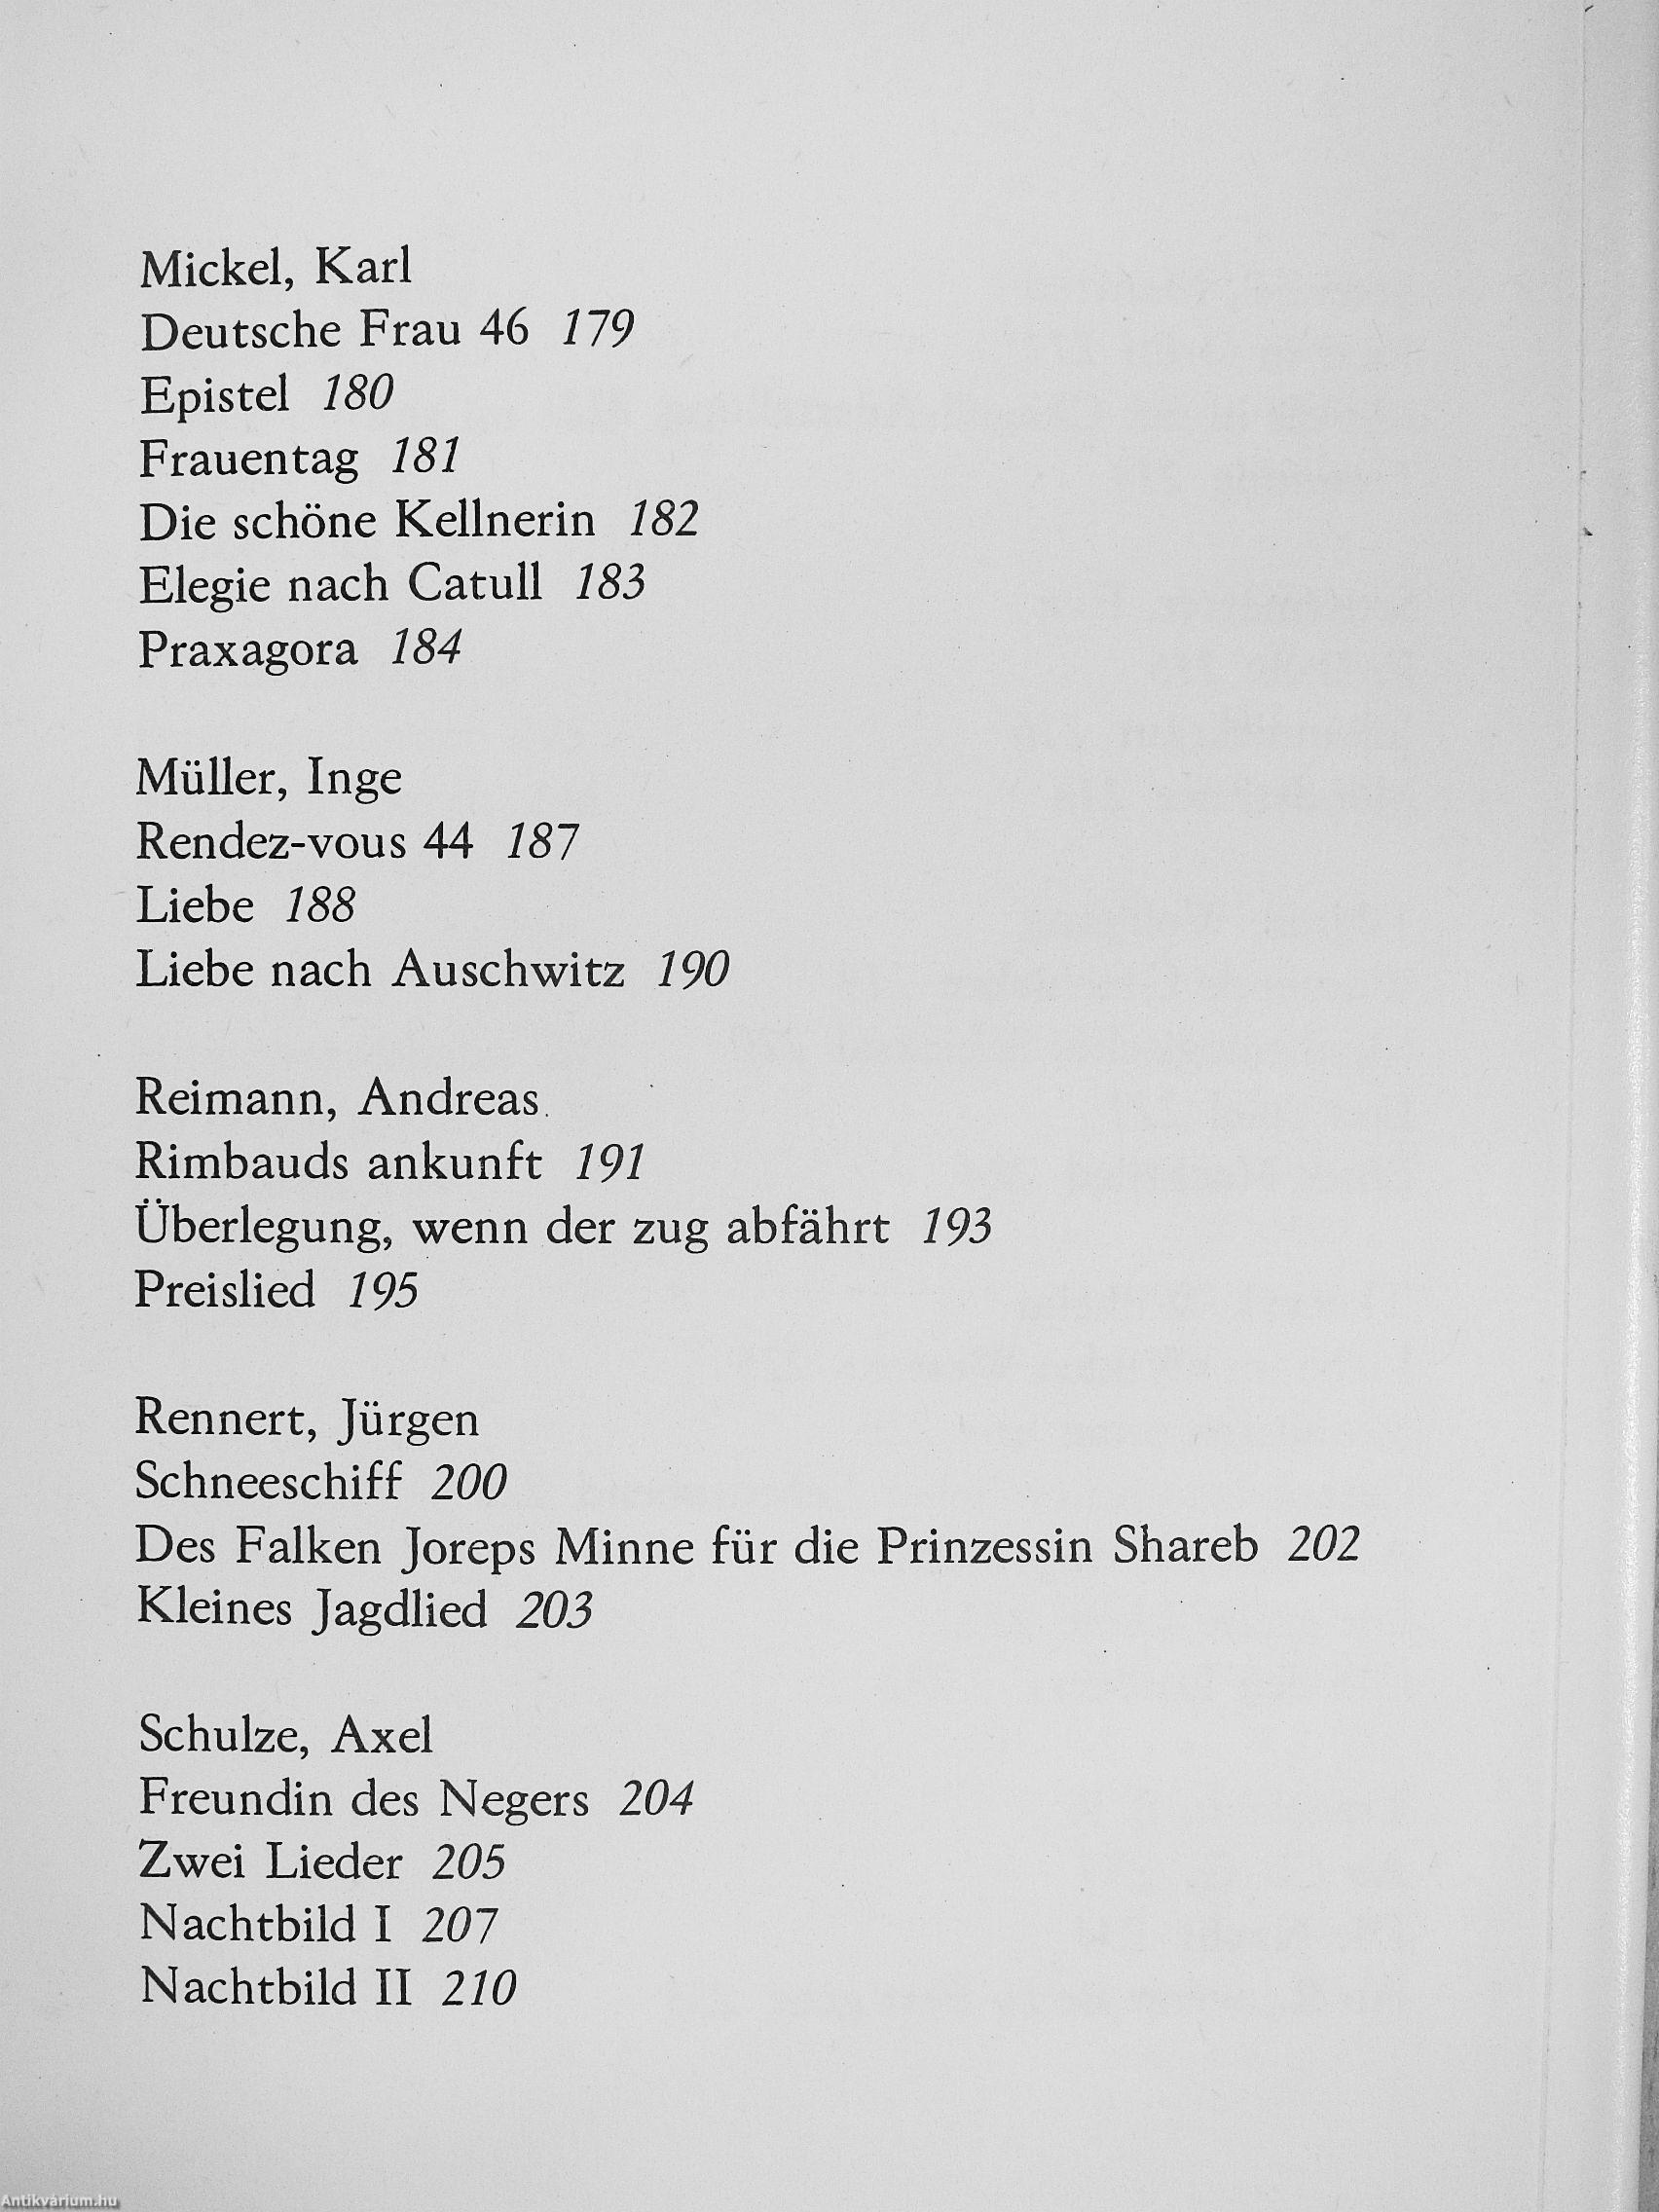 Mickel, Karl
Deutsche Frau 46 179
Epistel 180
Frauentag 181
Die schöne Kellnerin 182
Elegie nach Catull 183
Praxagora 184
Müller, Inge
Rendez-vous 44 187
Liebe 188
Liebe nach Auschwitz 190
Reimann, Andreas
Rimbauds ankunft 191
Überlegung, wenn der zug abfährt 193
Preislied 195
Rennert, Jürgen
Schneeschiff 200
Des Falken Joreps Minne für die Prinzessin Shareb 202
Kleines Jagdlied 203
Schulze, Axel
Freundin des Negers 204
Zwei Lieder 205
Nachtbild I 207
Nachtbild II 210
Antikvárium.hu